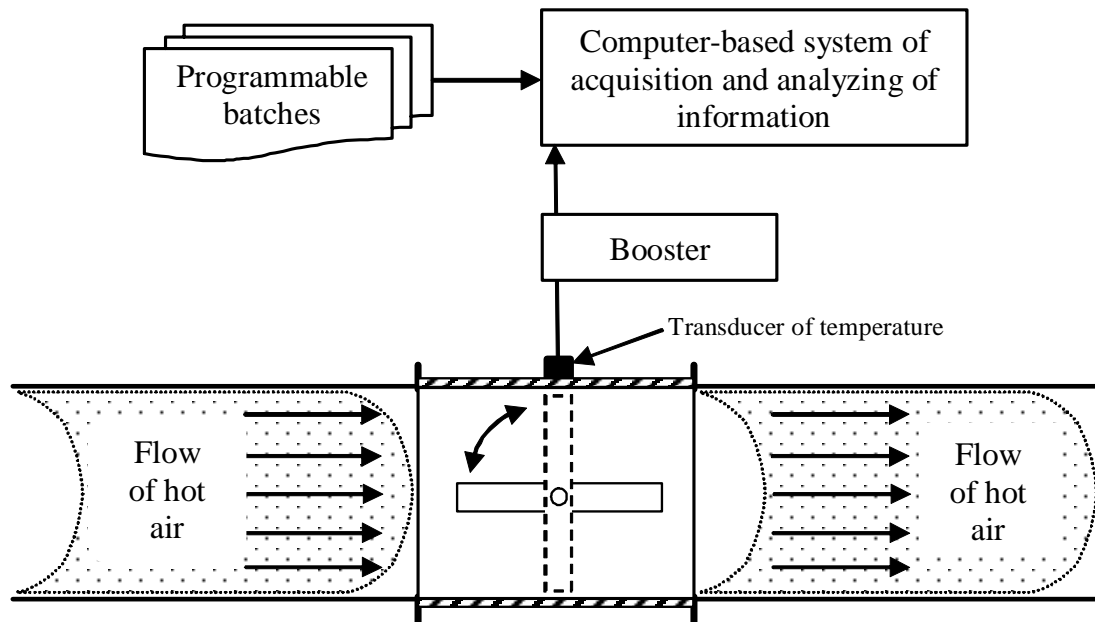 Programmable
batches
Computer-based system of
acquisition and analyzing of
information
Booster
Transducer of temperature
Flow
of hot
air
Flow
of hot
air